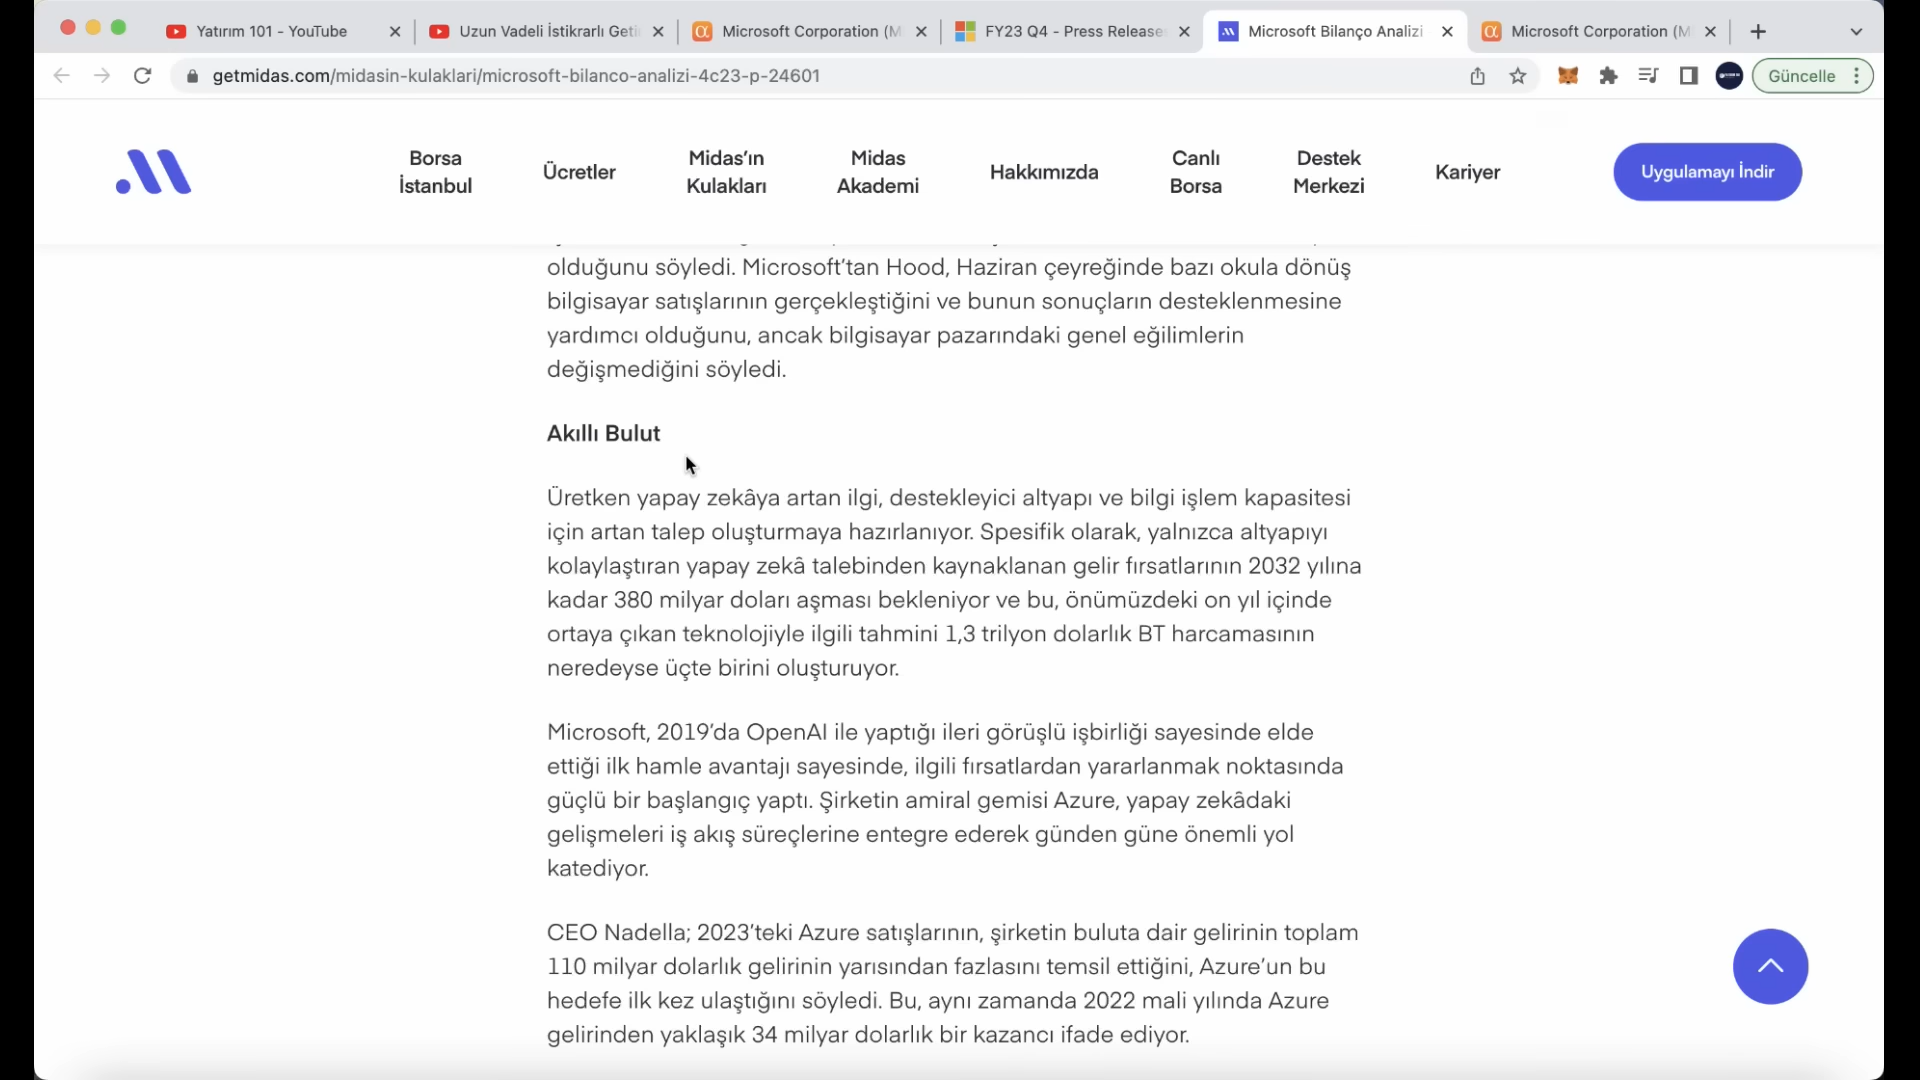 Yatırım 101 - YouTube
Uzun Vadeli İstikrarlı Geti
Microsoft Corporation (M
FY23 Q4 - Press Release
Microsoft Bilanço Analizi
Microsoft Corporation (M
getmidas.com/midasin-kulaklari/microsoft-bilanco-analizi-4c23-p-24601
Güncelle
Borsa
İstanbul
Ücretler
Midas’ın
Kulakları
Midas
Akademi
Hakkımızda
Canlı
Borsa
Destek
Merkezi
Kariyer
Uygulamayı İndir
olduğunu söyledi. Microsoft’tan Hood, Haziran çeyreğinde bazı okula dönüş
bilgisayar satışlarının gerçekleştiğini ve bunun sonuçların desteklenmesine
yardımcı olduğunu, ancak bilgisayar pazarındaki genel eğilimlerin
değişmediğini söyledi.
Akıllı Bulut
Üretken yapay zekâya artan ilgi, destekleyici altyapı ve bilgi işlem kapasitesi
için artan talep oluşturmaya hazırlanıyor. Spesifik olarak, yalnızca altyapıyı
kolaylaştıran yapay zekâ talebinden kaynaklanan gelir fırsatlarının 2032 yılına
kadar 380 milyar doları aşması bekleniyor ve bu, önümüzdeki on yıl içinde
ortaya çıkan teknolojiyle ilgili tahmini 1,3 trilyon dolarlık BT harcamasının
neredeyse üçte birini oluşturuyor.
Microsoft, 2019’da OpenAI ile yaptığı ileri görüşlü işbirliği sayesinde elde
ettiği ilk hamle avantajı sayesinde, ilgili fırsatlardan yararlanmak noktasında
güçlü bir başlangıç yaptı. Şirketin amiral gemisi Azure, yapay zekâdaki
gelişmeleri iş akış süreçlerine entegre ederek günden güne önemli yol
katediyor.
CEO Nadella; 2023’teki Azure satışlarının, şirketin buluta dair gelirinin toplam
110 milyar dolarlık gelirinin yarısından fazlasını temsil ettiğini, Azure’un bu
hedefe ilk kez ulaştığını söyledi. Bu, aynı zamanda 2022 mali yılında Azure
gelirinden yaklaşık 34 milyar dolarlık bir kazancı ifade ediyor.